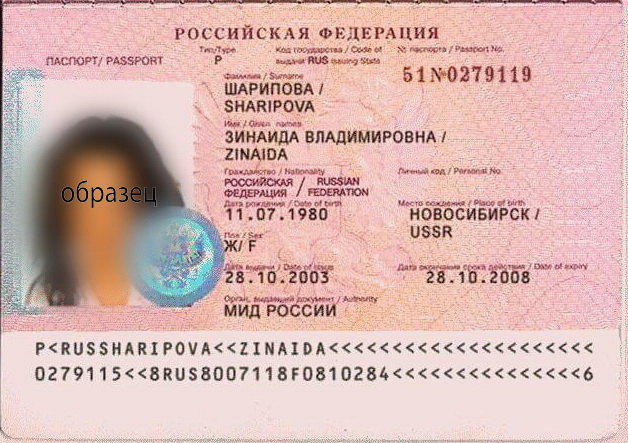 РОССИЙСКАЯ ФЕДЕРАЦИЯ
ПАСПОРТ/ PASSPORT
Тип/Type
P
Код государства / Code of
выдачи RUS issuing State
№ паспорта / Passport No.
51№0279119
Фамилия / Surname
ШАРИПОВА /
SHARIPOVA
Имя / Given names
ЗИНАИДА ВЛАДИМИРОВНА /
ZINAIDA
Гражданство / Nationality
РОССИЙСКАЯ / RUSSIAN
ФЕДЕРАЦИЯ FEDERATION
Личный код / Personal No.
Дата рождения / Date of birth
11.07.1980
Место рождения / Place of birth
НОВОСИБИРСК /
USSR
Пол / Sex
Ж/ F
Дата выдачи / Date of issue
28.10.2003
Дата окончания срока действия / Date of expiry
28.10.2008
Орган, выдавший документ / Authority
МИД РОССИИ
образец
P<RUSSHARIPOVA<<ZINAIDA<<<<<<<<<<<<<<<<<<<<<
0279115<<8RUS8007118F0810284<<<<<<<<<<<<<<<6